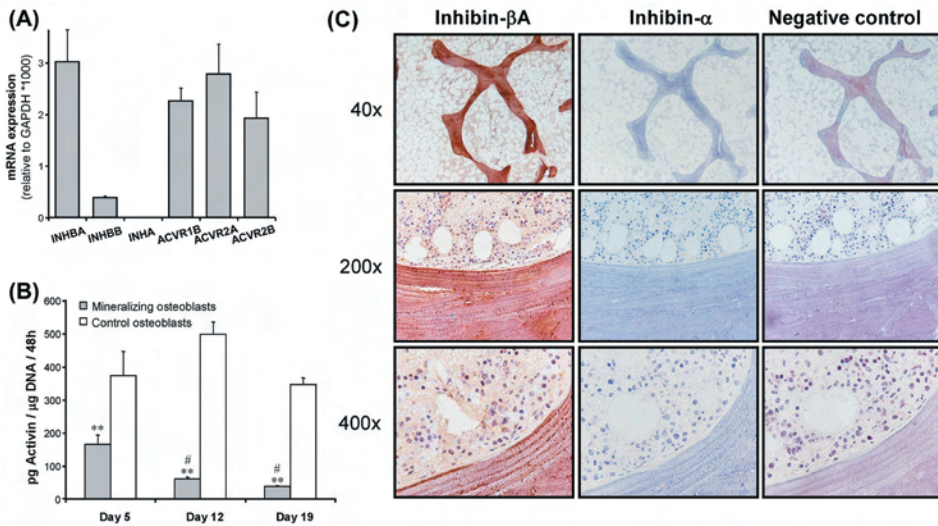 (A)
mRNA expression
(relative to GAPDH *1000)
3
2
1
0
INHBA
INHBB
INHA
ACVR1B
ACVR2A
ACVR2B
(B)
Mineralizing osteoblasts
Control osteoblasts
pg Activin / µg DNA / 48h
600
500
400
300
200
100
0
**
#
**
#
**
Day 5
Day 12
Day 19
(C)
Inhibin-βA
Inhibin-α
Negative control
40x
200x
400x